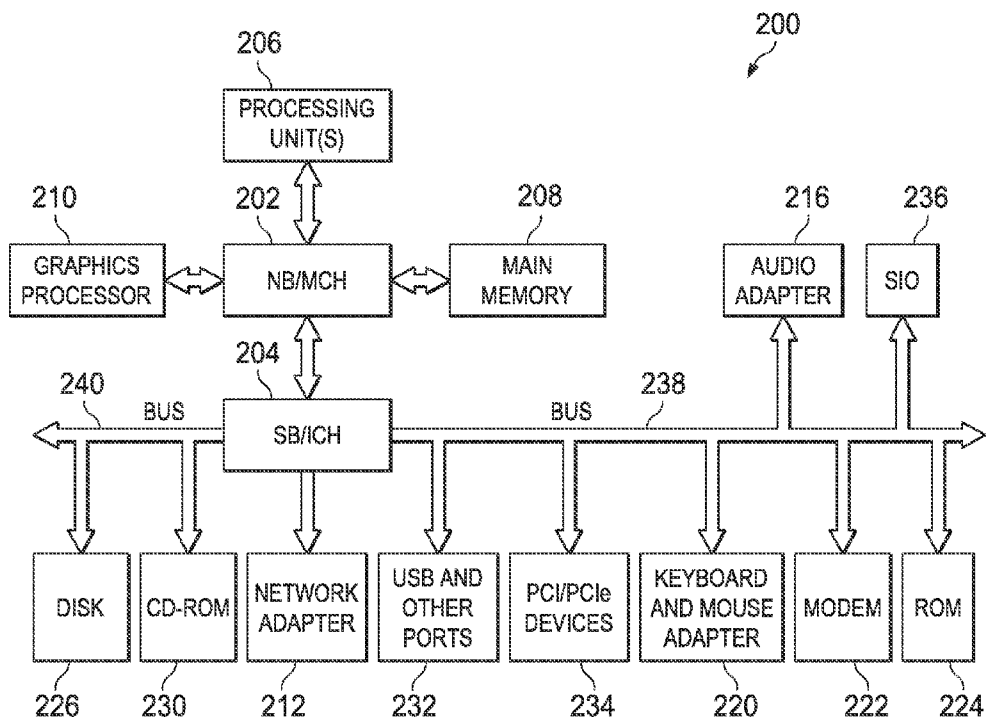 200
206
PROCESSING
UNIT(S)
210
202
208
216
236
GRAPHICS
PROCESSOR
NB/MCH
MAIN
MEMORY
AUDIO
ADAPTER
SIO
204
240
BUS
238
BUS
SB/ICH
DISK
CD-ROM
NETWORK
ADAPTER
USB AND
OTHER
PORTS
PCI/PCIe
DEVICES
KEYBOARD
AND MOUSE
ADAPTER
MODEM
ROM
226
230
212
232
234
220
222
224